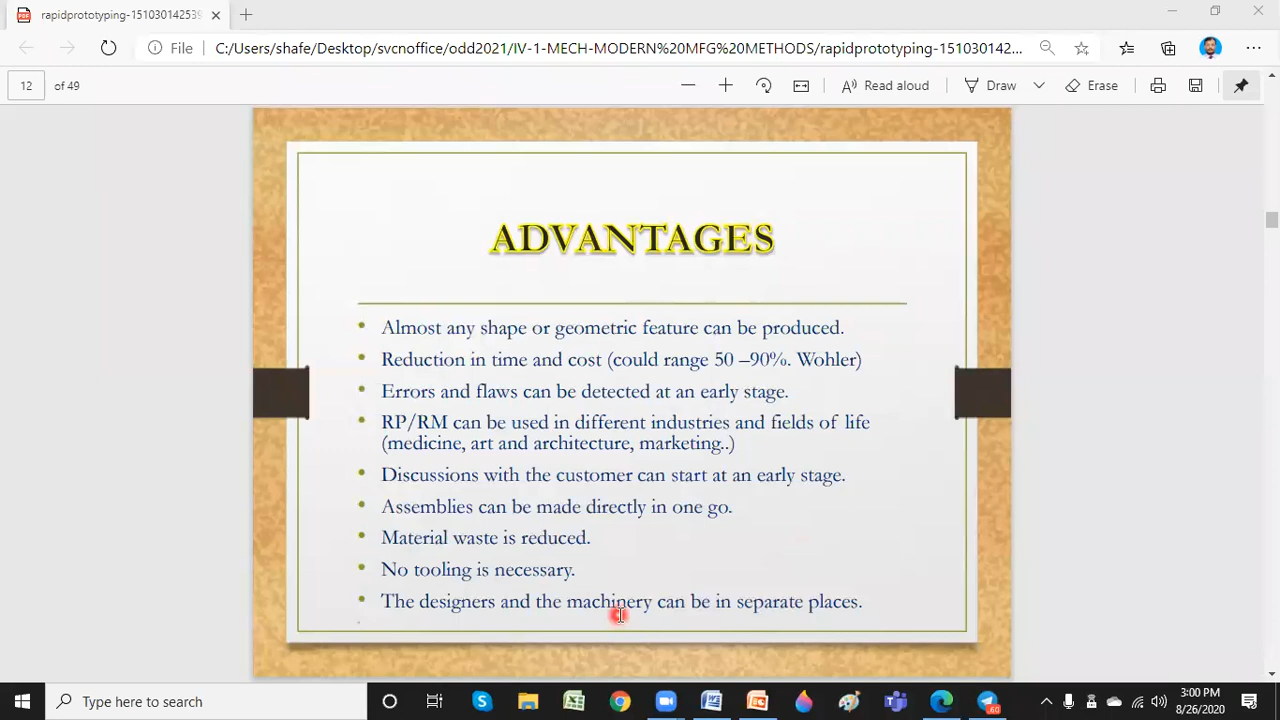 rapidprototyping-151030142539
File
C:/Users/shafe/Desktop/svcnoffice/odd2021/IV-1-MECH-MODERN%20MFG%20METHODS/rapidprototyping-151030142...
12 of 49
Read aloud
Draw
Erase
ADVANTAGES
• Almost any shape or geometric feature can be produced.
• Reduction in time and cost (could range 50 –90%. Wohler)
• Errors and flaws can be detected at an early stage.
• RP/RM can be used in different industries and fields of life
(medicine, art and architecture, marketing..)
• Discussions with the customer can start at an early stage.
• Assemblies can be made directly in one go.
• Material waste is reduced.
• No tooling is necessary.
• The designers and the machinery can be in separate places.
Type here to search
3:00 PM
8/26/2020